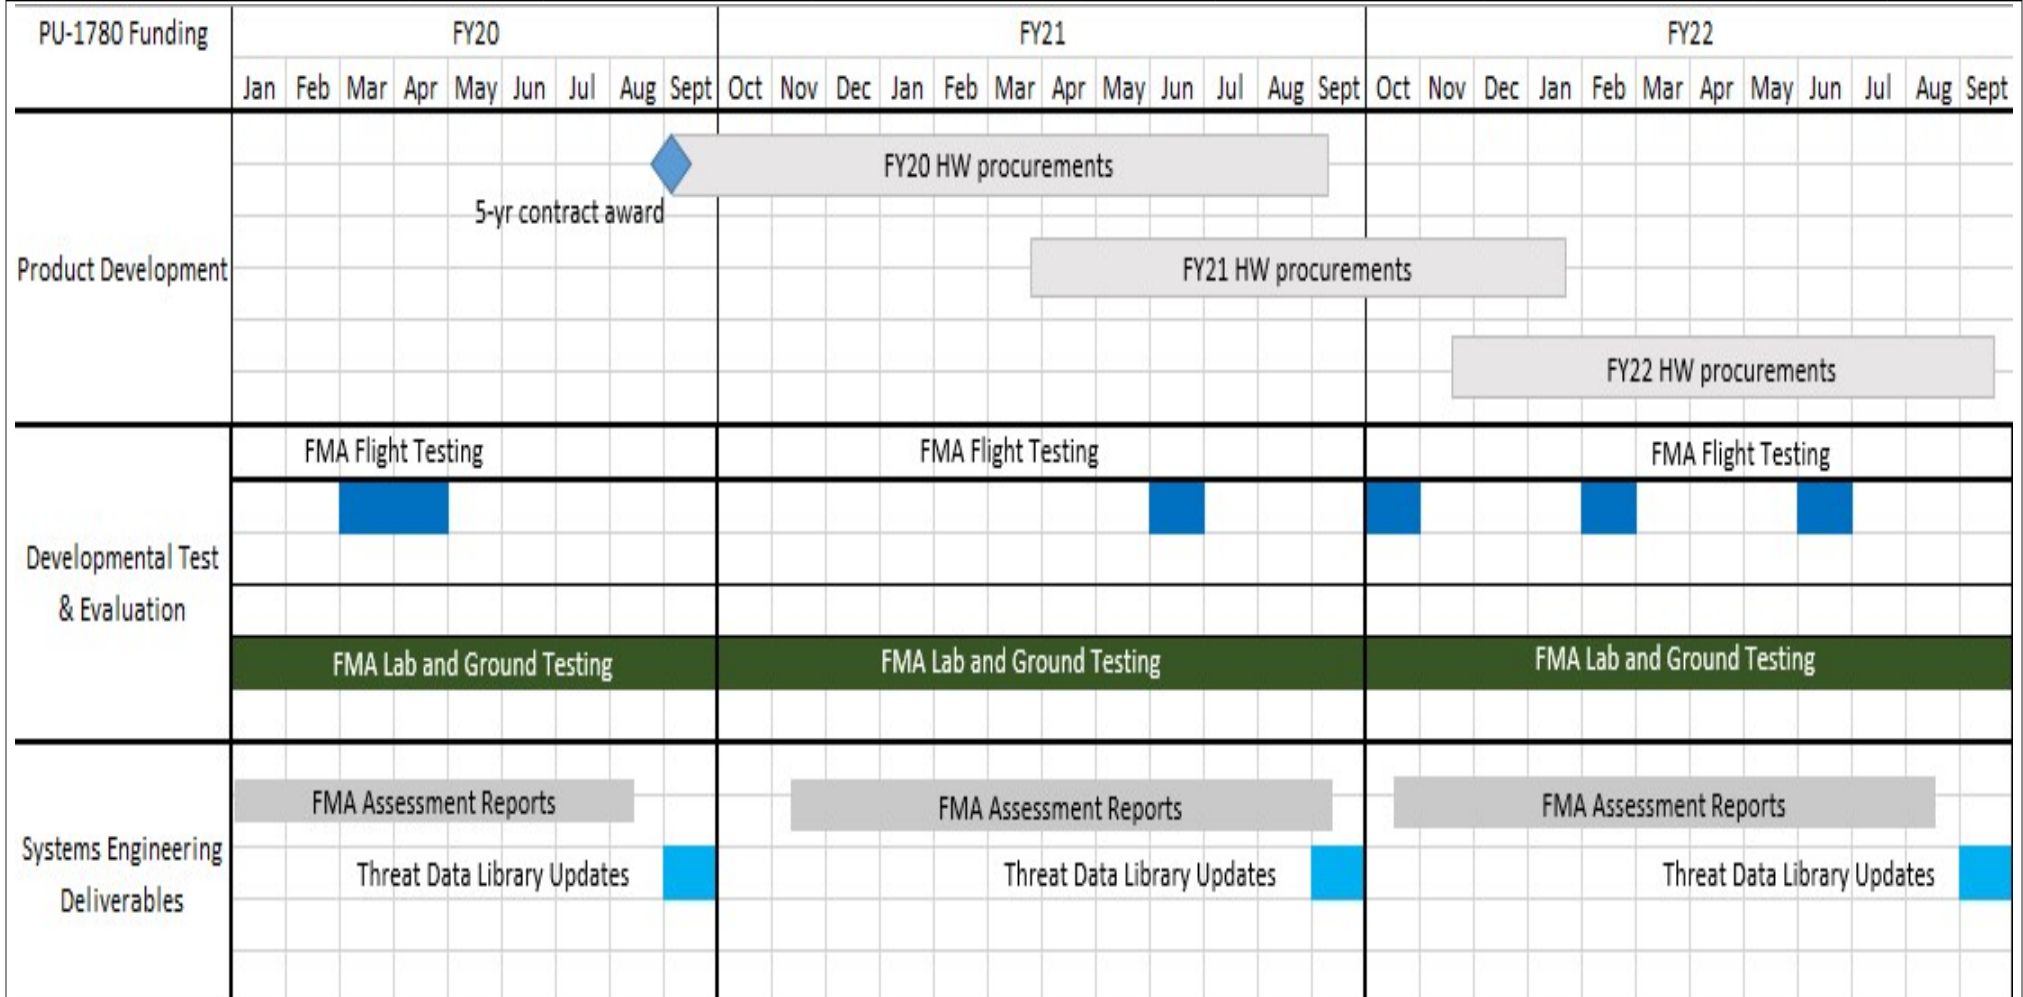 PU-1780 Funding FY20 FY21 FY22
Jan Feb Mar Apr May Jun Jul Aug Sept Oct Nov Dec Jan Feb Mar Apr May Jun Jul Aug Sept Oct Nov Dec Jan Feb Mar Apr May Jun Jul Aug Sept
FY20 HW procurements
5-yr contract award
Product Development
FY21 HW procurements
FY22 HW procurements
FMA Flight Testing FMA Flight Testing FMA Flight Testing
Developmental Test
& Evaluation
FMA Lab and Ground Testing FMA Lab and Ground Testing FMA Lab and Ground Testing
FMA Assessment Reports FMA Assessment Reports FMA Assessment Reports
Systems Engineering
Deliverables
Threat Data Library Updates Threat Data Library Updates Threat Data Library Updates